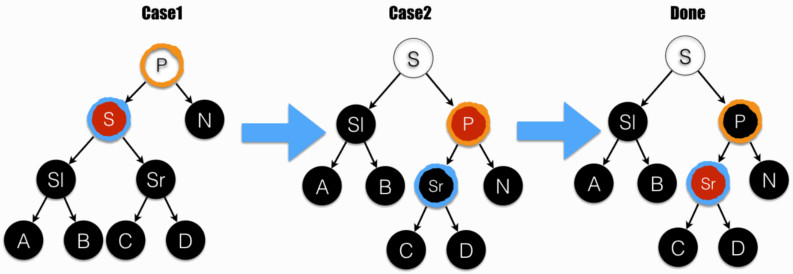 Case1 Case2 Done
P S S
S N Sl P Sl P
Sl Sr A B Sr N A B Sr N
A B C D C D C D